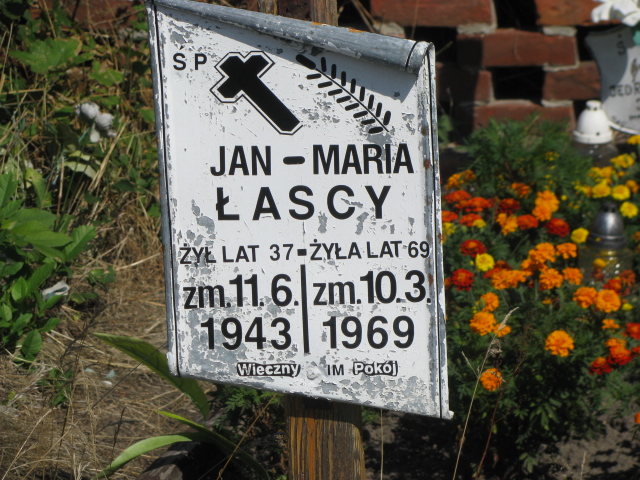 SP
JAN – MARIA
ŁASCY
ŻYŁ LAT 37 - ŻYŁA LAT 69
zm. 11.6. zm. 10.3.
1943 1969
Wieczny IM Pokój